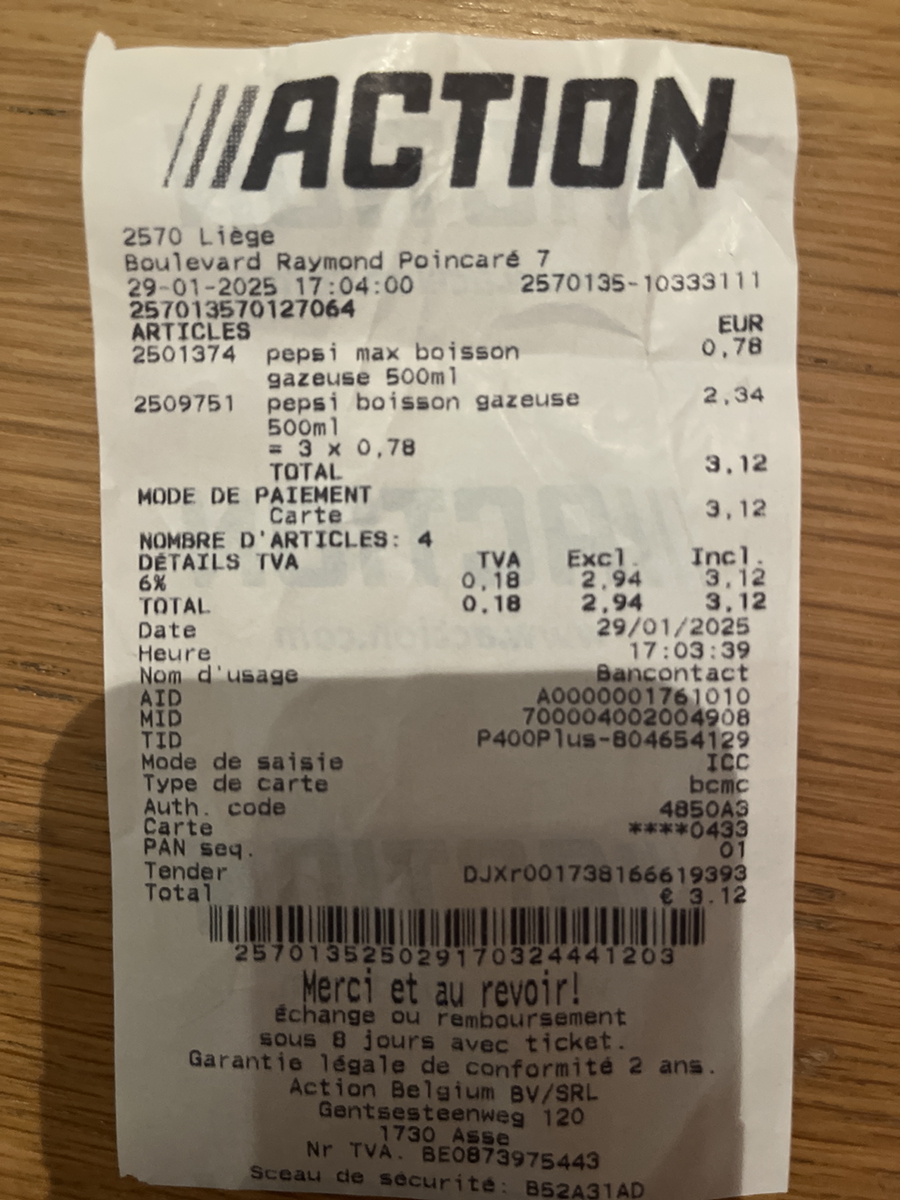 ACTION
2570 Liège
Boulevard Raymond Poincaré 7
29-01-2025 17:04:00 2570135-10333111
257013570127064
ARTICLES EUR
2501374 pepsi max boisson 0,78
gazeuse 500ml
2509751 pepsi boisson gazeuse 2,34
500ml
= 3 x 0,78
TOTAL 3,12
MODE DE PAIEMENT
Carte 3,12
NOMBRE D'ARTICLES: 4
DÉTAILS TVA TVA Excl. Incl.
6% 0,18 2,94 3,12
TOTAL 0,18 2,94 3,12
Date 29/01/2025
Heure 17:03:39
Nom d'usage Bancontact
AID A0000001761010
MID 700004002004908
TID P400Plus-804654129
Mode de saisie ICC
Type de carte bcmc
Auth. code 4850A3
Carte ****0433
PAN seq. 01
Tender DJXr001738166619393
Total € 3.12
257013525029170324441203
Merci et au revoir!
Échange ou remboursement
sous 8 jours avec ticket.
Garantie légale de conformité 2 ans.
Action Belgium BV/SRL
Gentsesteenweg 120
1730 Asse
Nr TVA. BE0873975443
Sceau de sécurité: B52A31AD